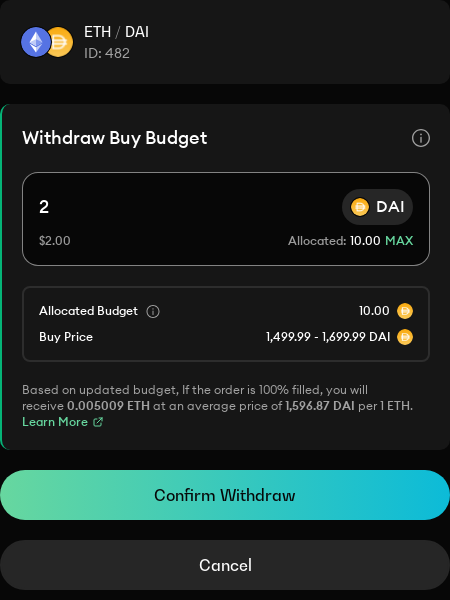 ETH / DAI
ID: 482
Withdraw Buy Budget
2
DAI
$2.00
Allocated: 10.00 MAX
Allocated Budget
10.00
Buy Price
1,499.99 - 1,699.99 DAI
Based on updated budget, If the order is 100% filled, you will
receive 0.005009 ETH at an average price of 1,596.87 DAI per 1 ETH.
Learn More
Confirm Withdraw
Cancel